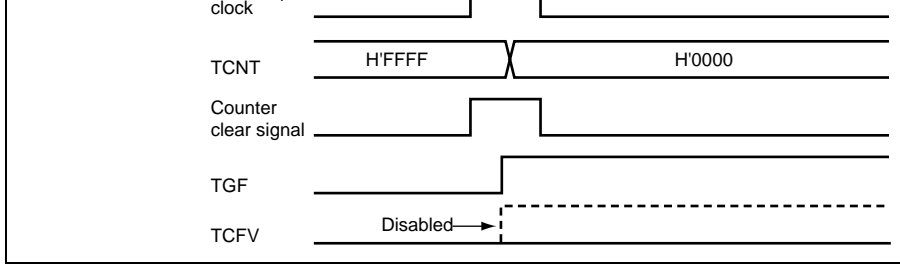 clock
TCNT
H'FFFF
H'0000
Counter
clear signal
TGF
Disabled
TCFV